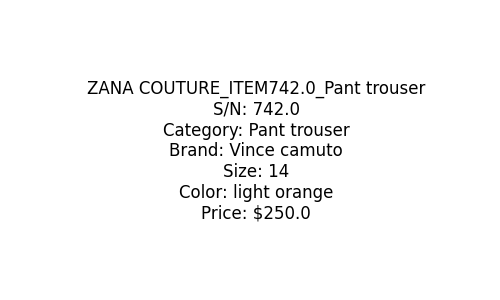 ZANA COUTURE_ITEM742.0_Pant trouser
S/N: 742.0
Category: Pant trouser
Brand: Vince camuto
Size: 14
Color: light orange
Price: $250.0